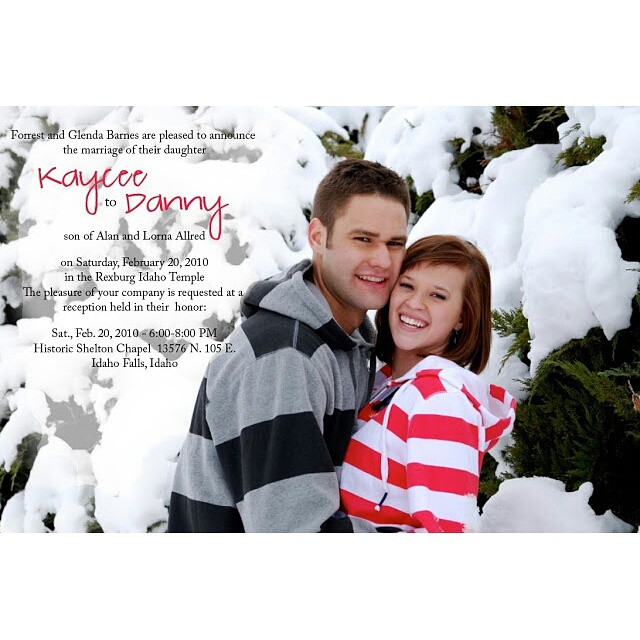 Forrest and Glenda Barnes are pleased to announce
the marriage of their daughter
Kaycee
to Danny
son of Alan and Lorna Allred
on Saturday, February 20, 2010
in the Rexburg Idaho Temple
The pleasure of your company is requested at a
reception held in their honor:
Sat., Feb. 20, 2010 - 6:00-8:00 PM
Historic Shelton Chapel 13576 N. 105 E.
Idaho Falls, Idaho